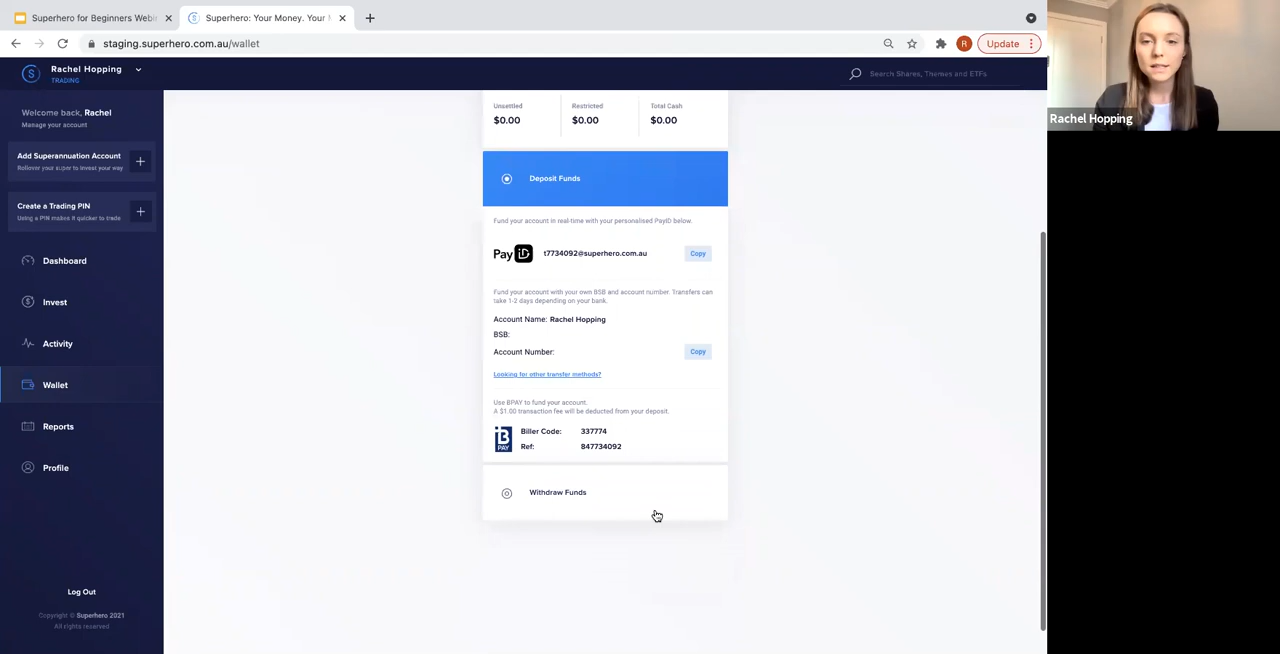 Superhero for Beginners Webi
Superhero: Your Money. Your M
staging.superhero.com.au/wallet
R
Update
Rachel Hopping
TRADING
Search Shares, Themes and ETFs
Rachel Hopping
Welcome back, Rachel
Manage your account
Add Superannuation Account
Rollover your super to invest your way
Create a Trading PIN
Using a PIN makes it quicker to trade
Dashboard
Invest
Activity
Wallet
Reports
Profile
Log Out
Copyright © Superhero 2021
All rights reserved
Unsettled
Restricted
Total Cash
$0.00
$0.00
$0.00
Deposit Funds
Fund your account in real-time with your personalised PayID below.
Pay iD
t7734092@superhero.com.au
Copy
Fund your account with your own BSB and account number. Transfers can
take 1-2 days depending on your bank.
Account Name: Rachel Hopping
BSB:
Account Number:
Copy
Looking for other transfer methods?
Use BPAY to fund your account.
A $1.00 transaction fee will be deducted from your deposit.
B
PAY
Biller Code: 337774
Ref: 847734092
Withdraw Funds